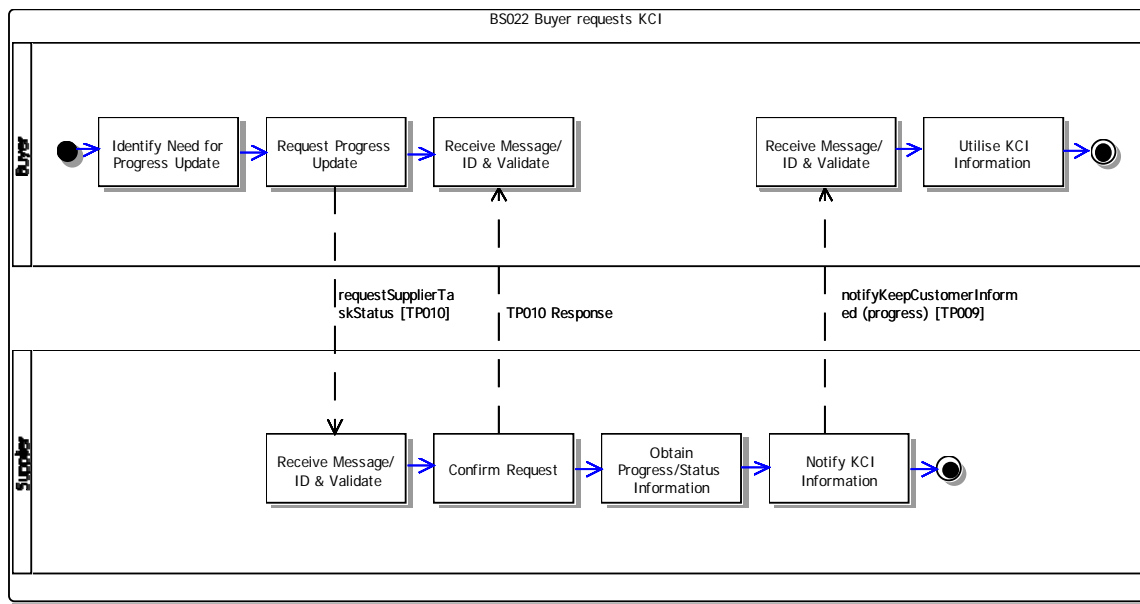 BS022 Buyer requests KCI
Buyer
Identify Need for
Progress Update
Request Progress
Update
Receive Message/
ID & Validate
Receive Message/
ID & Validate
Utilise KCI
Information
requestSupplierTa
skStatus [TP010]
TP010 Response
notifyKeepCustomerInform
ed (progress) [TP009]
Supplier
Receive Message/
ID & Validate
Confirm Request
Obtain
Progress/Status
Information
Notify KCI
Information